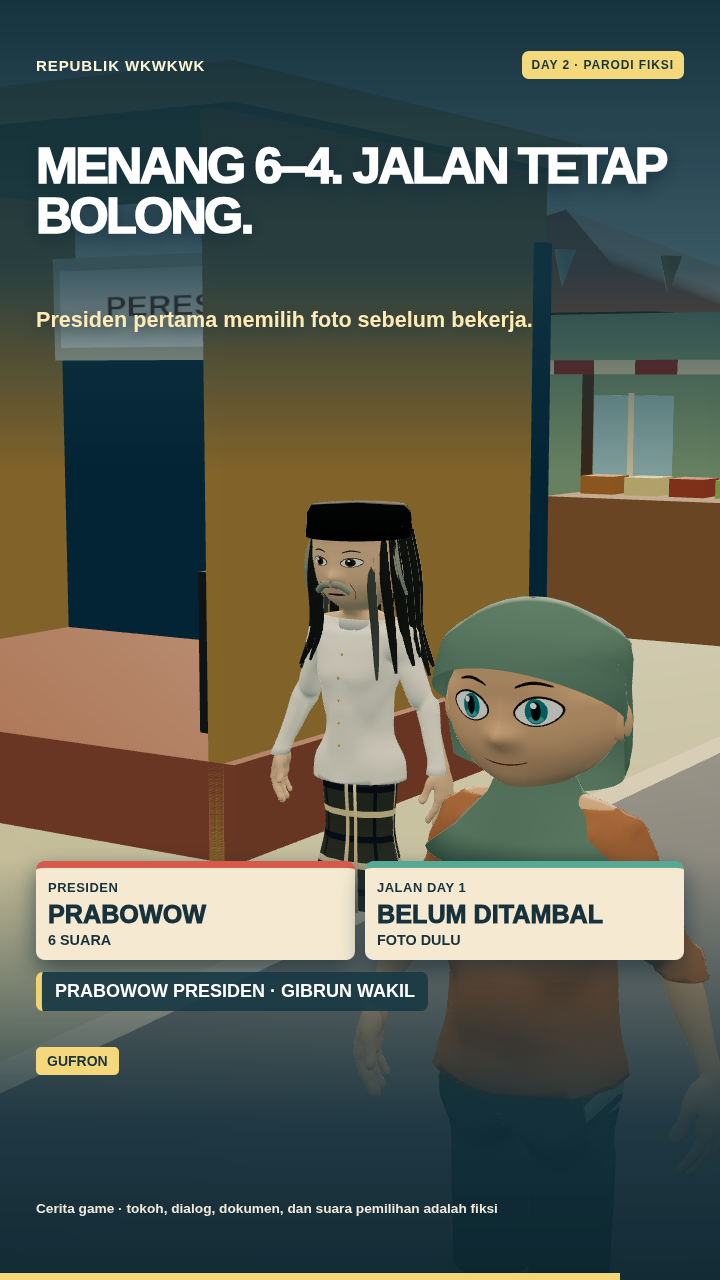 REPUBLIK WKWKWK
DAY 2 · PARODI FIKSI
MENANG 6–4. JALAN TETAP
BOLONG.
PERES
Presiden pertama memilih foto sebelum bekerja.
PRESIDEN
PRABOWOW
6 SUARA
JALAN DAY 1
BELUM DITAMBAL
FOTO DULU
PRABOWOW PRESIDEN · GIBRUN WAKIL
GUFRON
Cerita game · tokoh, dialog, dokumen, dan suara pemilihan adalah fiksi